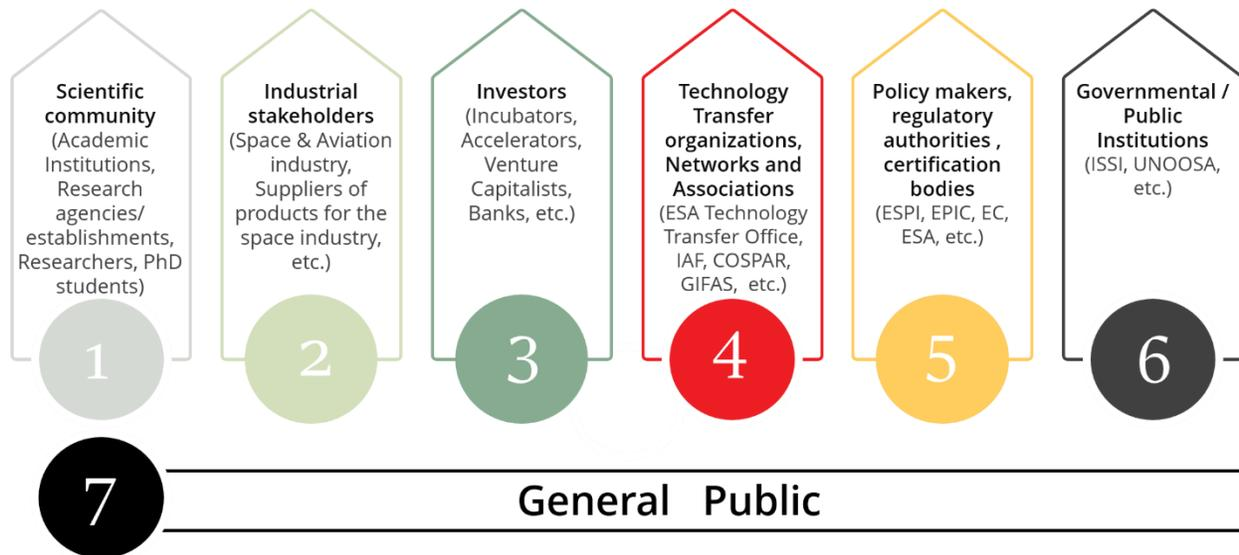 Scientific
community
(Academic
Institutions,
Research
agencies/
establishments,
Researchers, PhD
students)
1
Industrial
stakeholders
(Space & Aviation
industry,
Suppliers of
products for the
space industry,
etc.)
2
Investors
(Incubators,
Accelerators,
Venture
Capitalists,
Banks, etc.)
3
Technology
Transfer
organizations,
Networks and
Associations
(ESA Technology
Transfer Office,
IAF, COSPAR,
GIFAS, etc.)
4
Policy makers,
regulatory
authorities ,
certification
bodies
(ESPI, EPIC, EC,
ESA, etc.)
5
Governmental /
Public
Institutions
(ISSI, UNOOSA,
etc.)
6
7
General Public